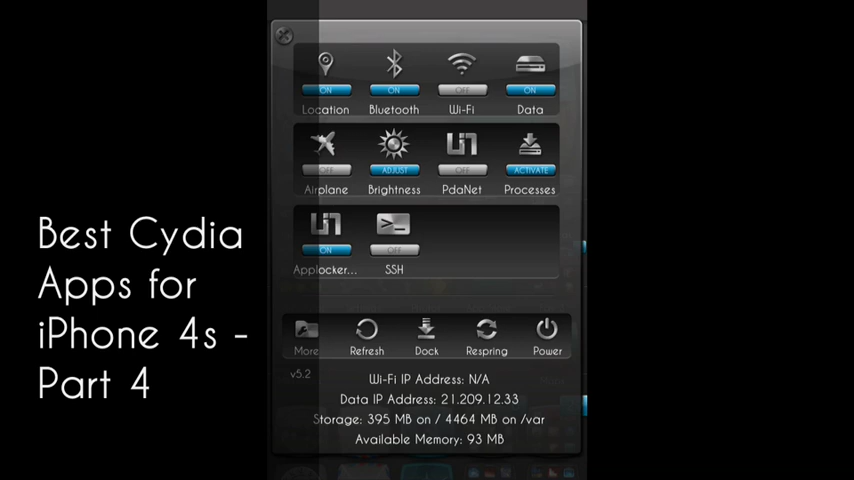 ON ON OFF ON
Location Bluetooth Wi-Fi Data
OFF ADJUST OFF ACTIVATE
Airplane Brightness PdaNet Processes
Best Cydia
Apps for
iPhone 4s -
Part 4
ON OFF
Applocker... SSH
More Refresh Dock Respring Power
v5.2
Wi-Fi IP Address: N/A
Data IP Address: 21.209.12.33
Storage: 395 MB on / 4464 MB on /var
Available Memory: 93 MB